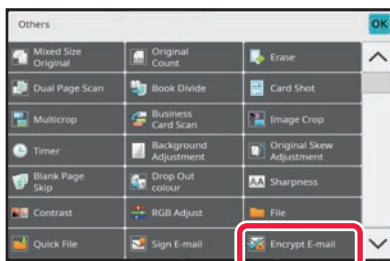 Others
OK
Mixed Size
Original
Original
Count
Erase
Dual Page Scan
Book Divide
Card Shot
Multicrop
Business
Card Scan
Image Crop
Timer
Background
Adjustment
Original Skew
Adjustment
Blank Page
Skip
Drop Out
colour
AA Sharpness
Contrast
RGB Adjust
File
Quick File
Sign E-mail
Encrypt E-mail